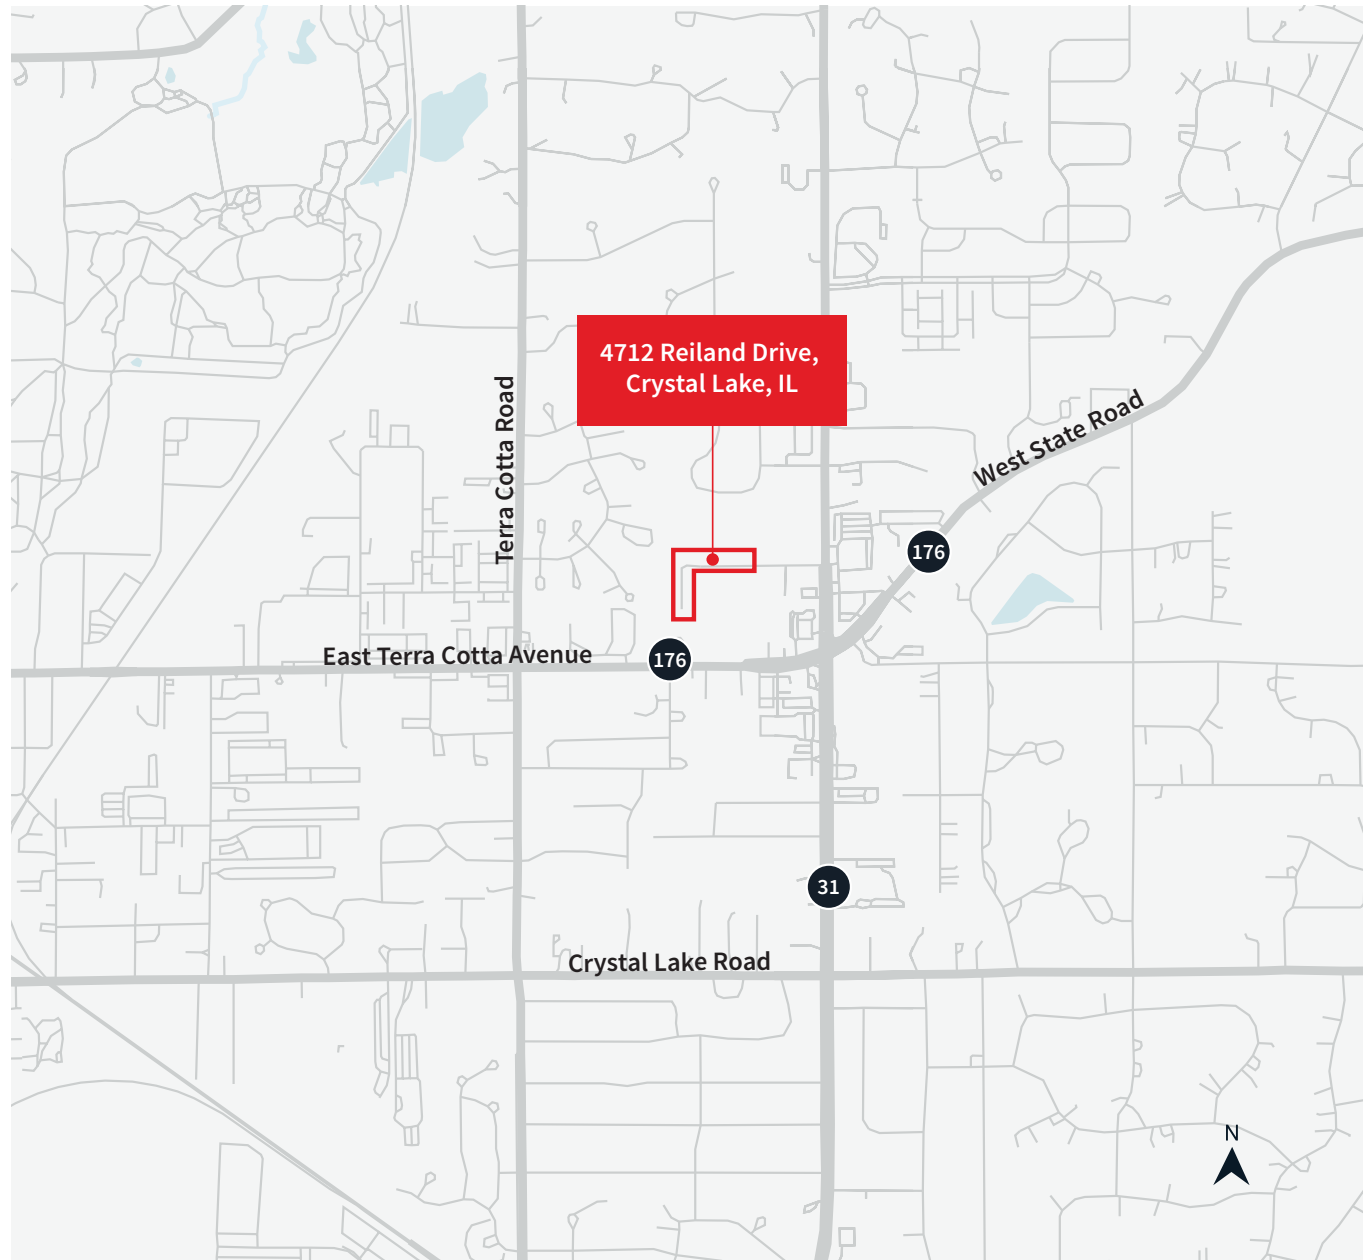 4712 Reiland Drive,
Crystal Lake, IL
Terra Cotta Road
West State Road
176
East Terra Cotta Avenue
176
31
Crystal Lake Road
N